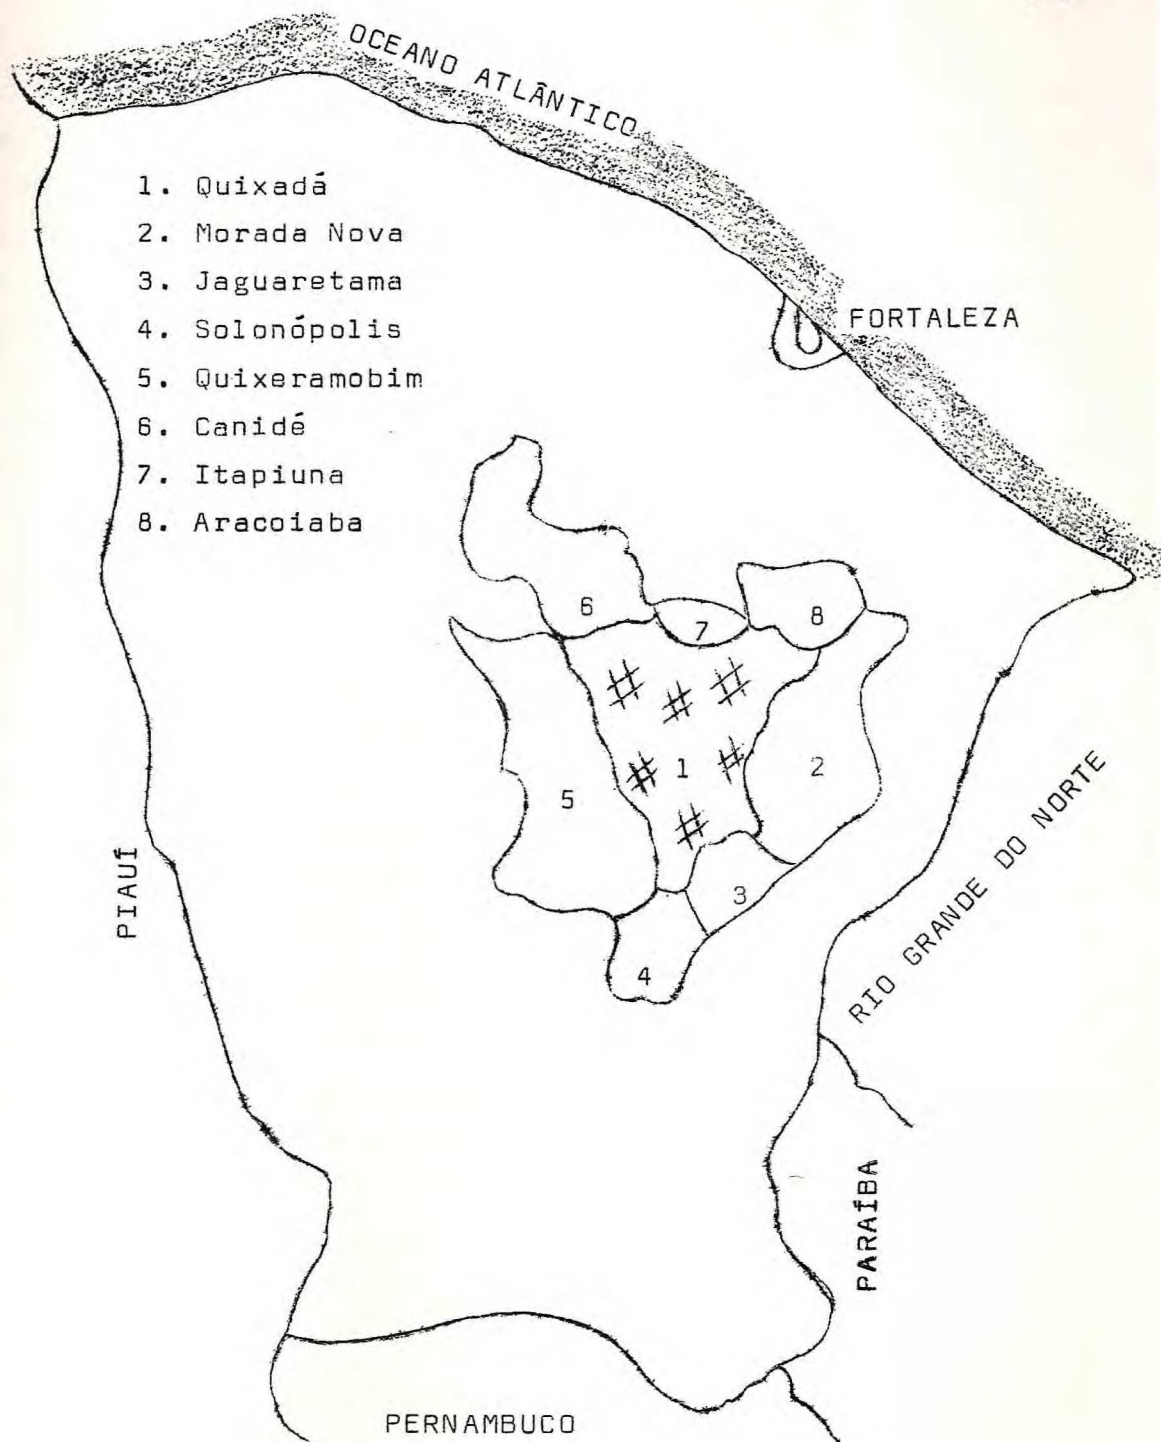 OCEANO ATLÂNTICO
1. Quixadá
2. Morada Nova
3. Jaguaretama
4. Solonópolis
5. Quixeramobim
6. Canidé
7. Itapiuna
8. Aracoiaba
FORTALEZA
6
7
8
1
2
5
3
4
PIAUÍ
RIO GRANDE DO NORTE
PARAÍBA
PERNAMBUCO